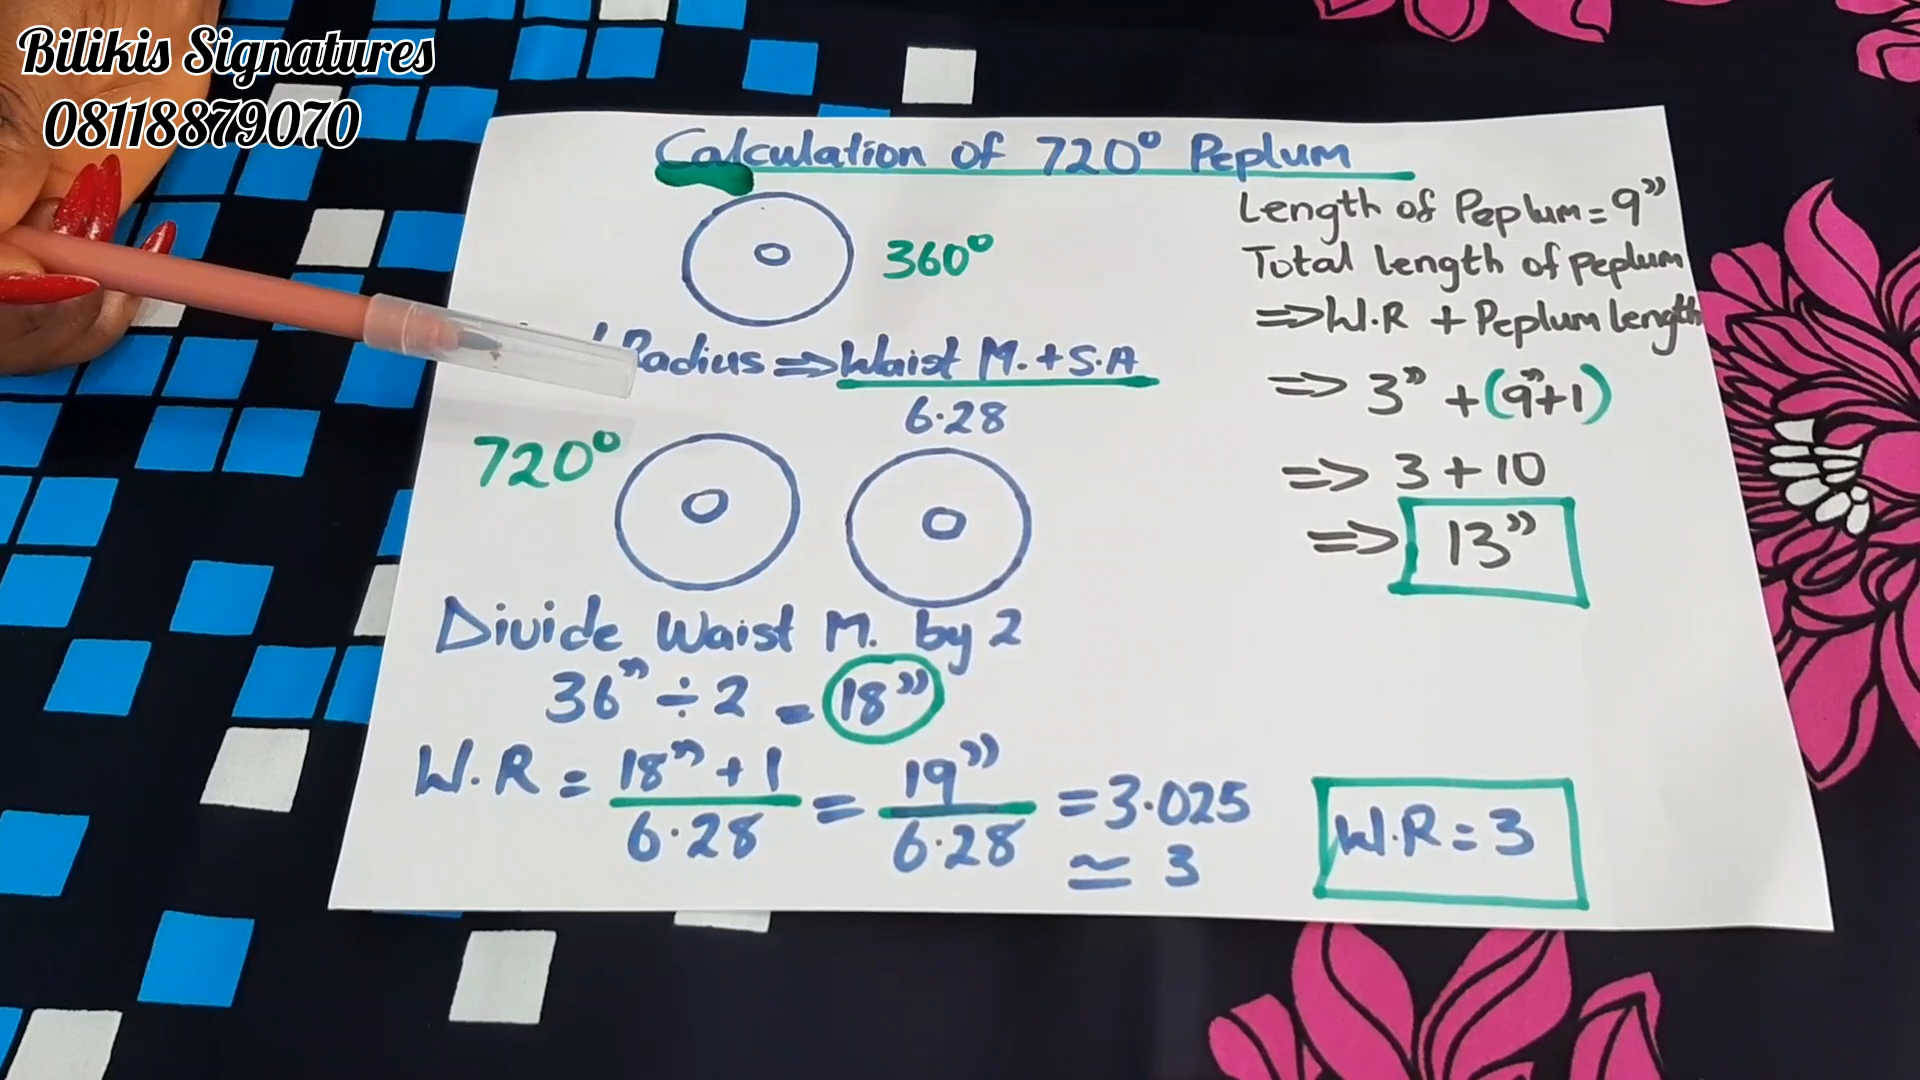 Bilikis Signatures
08118879070
Calculation of 720° Peplum
360°
Radius ⇒ Waist M. + S.A
6.28
720°
Divide Waist M. by 2
36” ÷ 2 = 18”
W.R = 18” + 1 = 19” = 3.025
6.28 6.28 ≃ 3
Length of Peplum = 9”
Total length of peplum
⇒ W.R + Peplum length
⇒ 3” + (9” + 1)
⇒ 3 + 10
⇒ 13”
W.R = 3